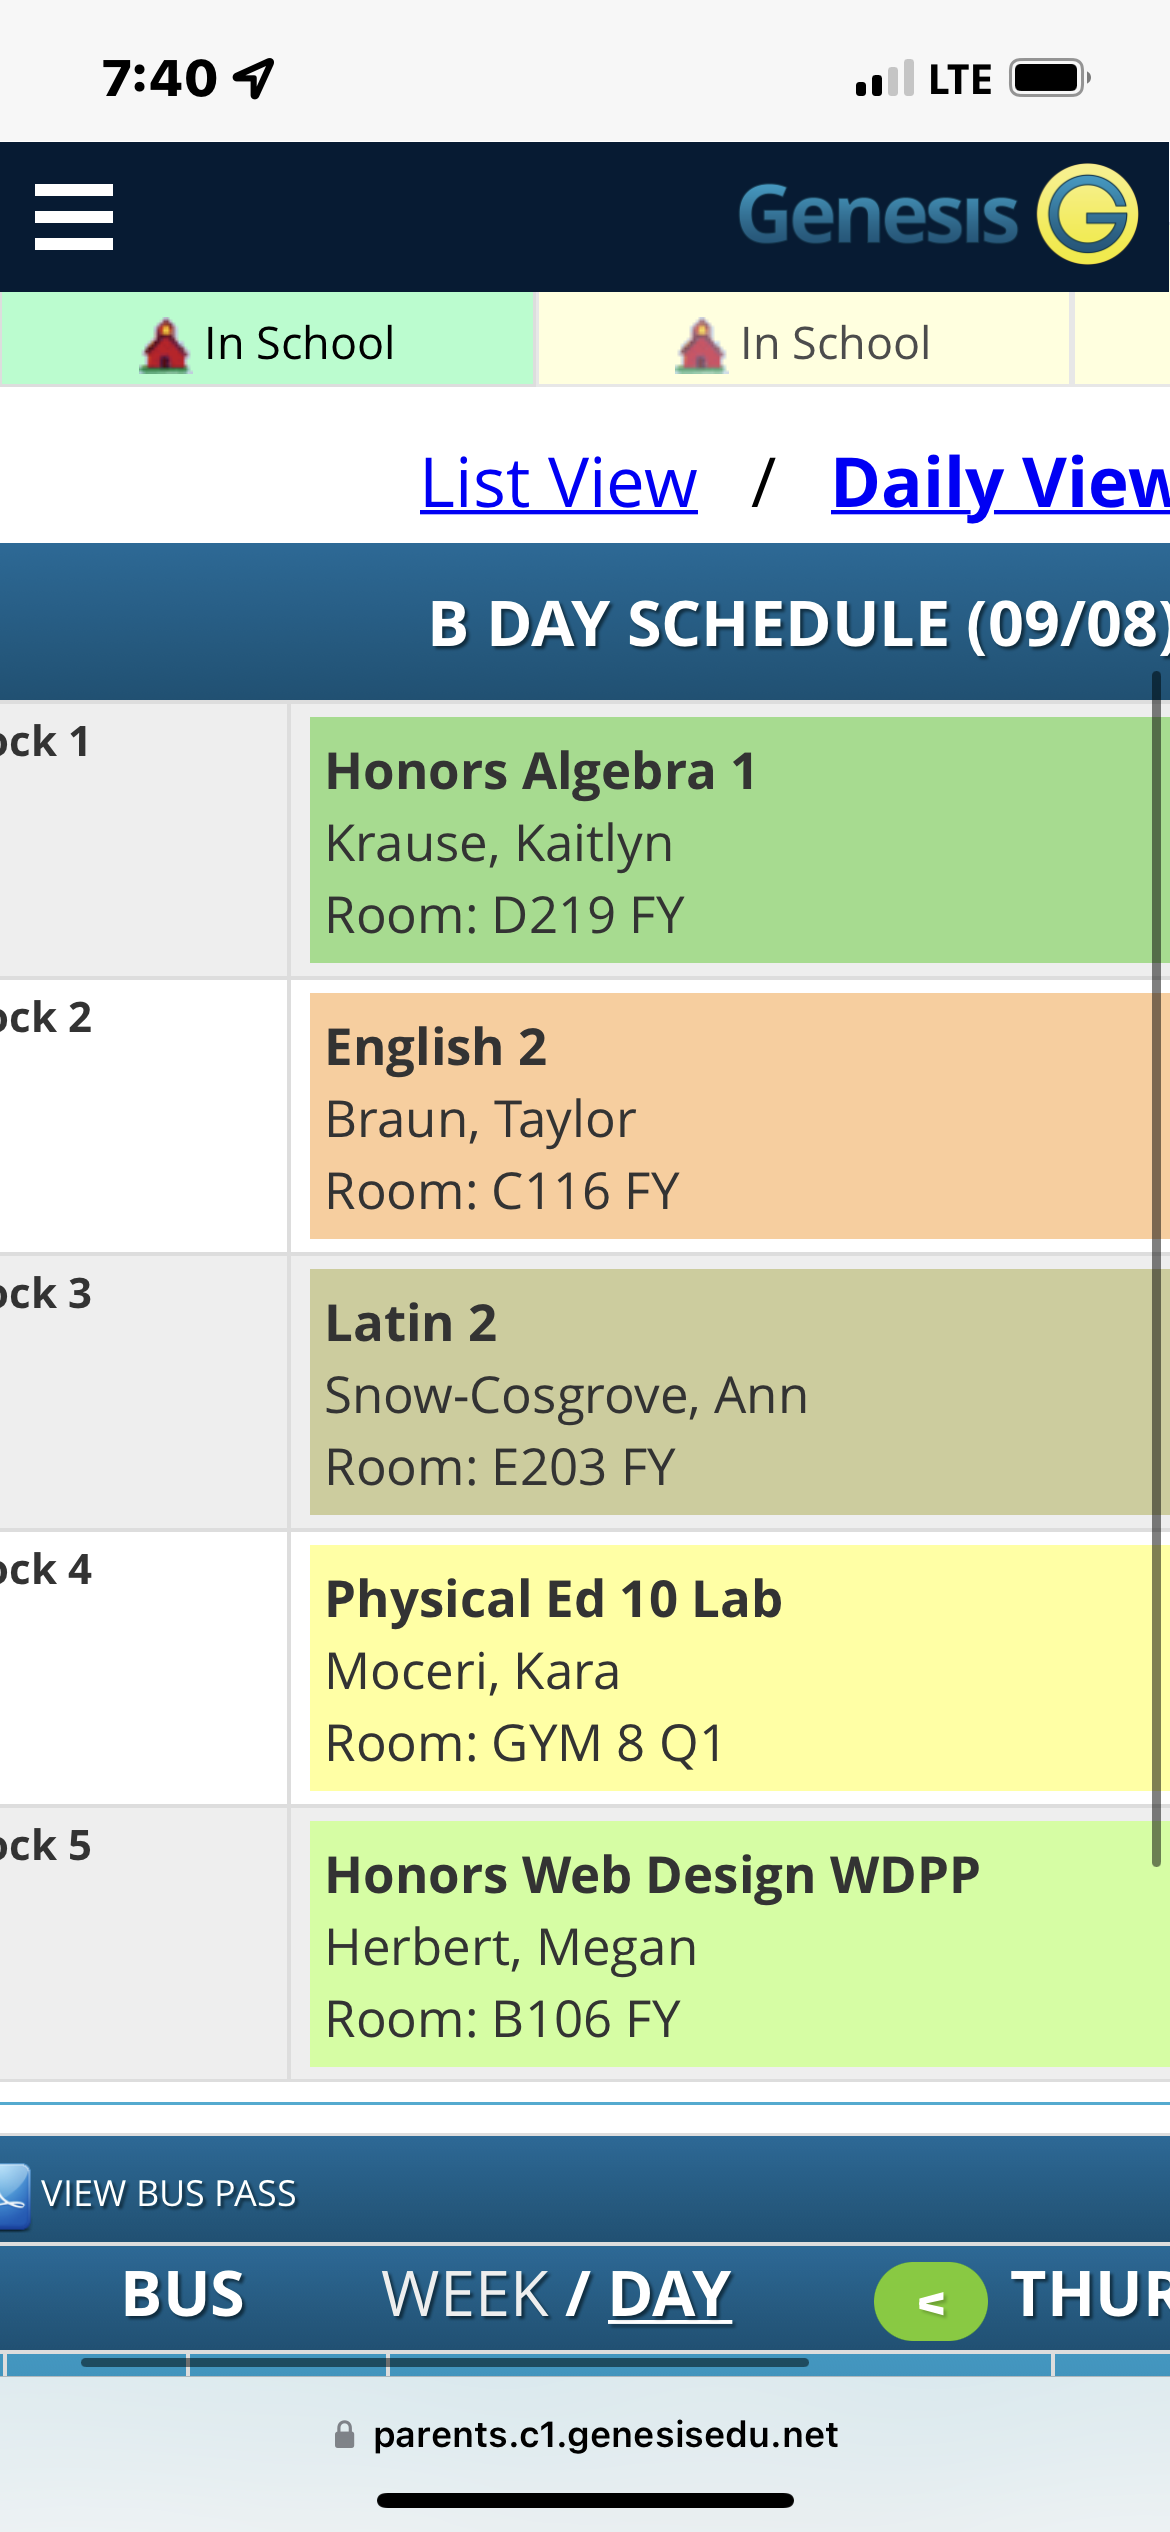 7:40 LTE
Genesis G
In School In School
List View / Daily View
B DAY SCHEDULE (09/08)
ock 1
Honors Algebra 1
Krause, Kaitlyn
Room: D219 FY
ock 2
English 2
Braun, Taylor
Room: C116 FY
ock 3
Latin 2
Snow-Cosgrove, Ann
Room: E203 FY
ock 4
Physical Ed 10 Lab
Moceri, Kara
Room: GYM 8 Q1
ock 5
Honors Web Design WDPP
Herbert, Megan
Room: B106 FY
VIEW BUS PASS
BUS WEEK / DAY < THUR
parents.c1.genesisedu.net